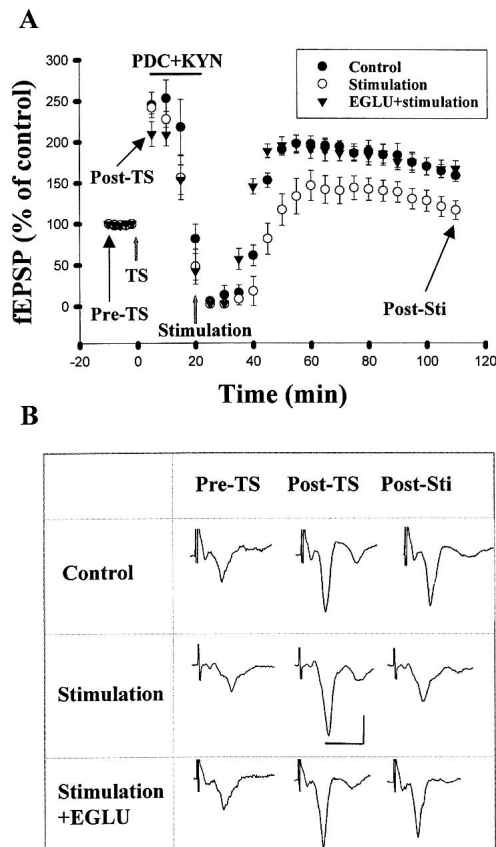 A
PDC+KYN
Control
Stimulation
EGLU+stimulation
fEPSP (% of control)
300
250
200
150
100
50
0
Post-TS
TS
Pre-TS
Stimulation
Post-Sti
-20 0 20 40 60 80 100 120
Time (min)
B
Pre-TS Post-TS Post-Sti
Control
Stimulation
Stimulation
+EGLU